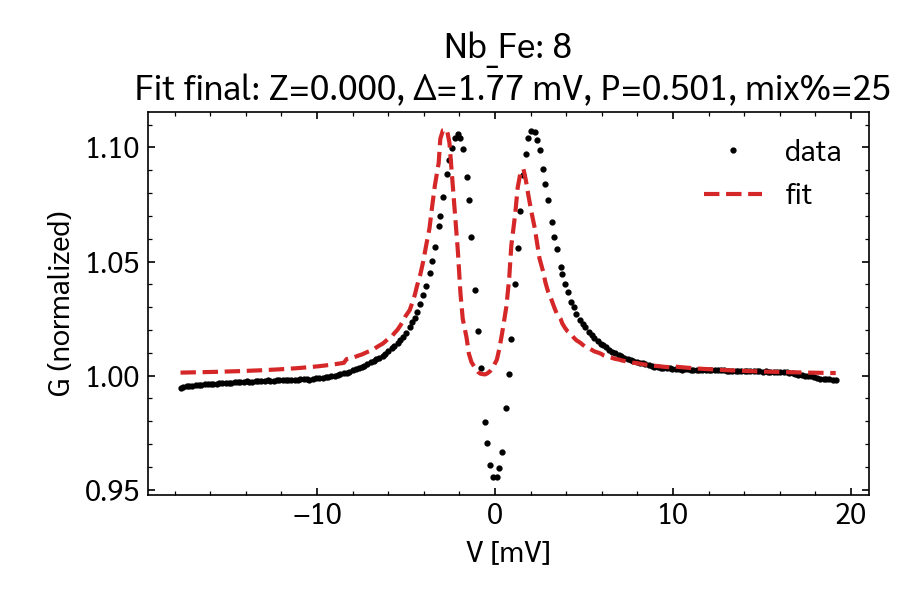 Nb_Fe: 8
Fit final: Z=0.000, Δ=1.77 mV, P=0.501, mix%=25
data
fit
G (normalized)
1.10
1.05
1.00
0.95
−10
0
10
20
V [mV]